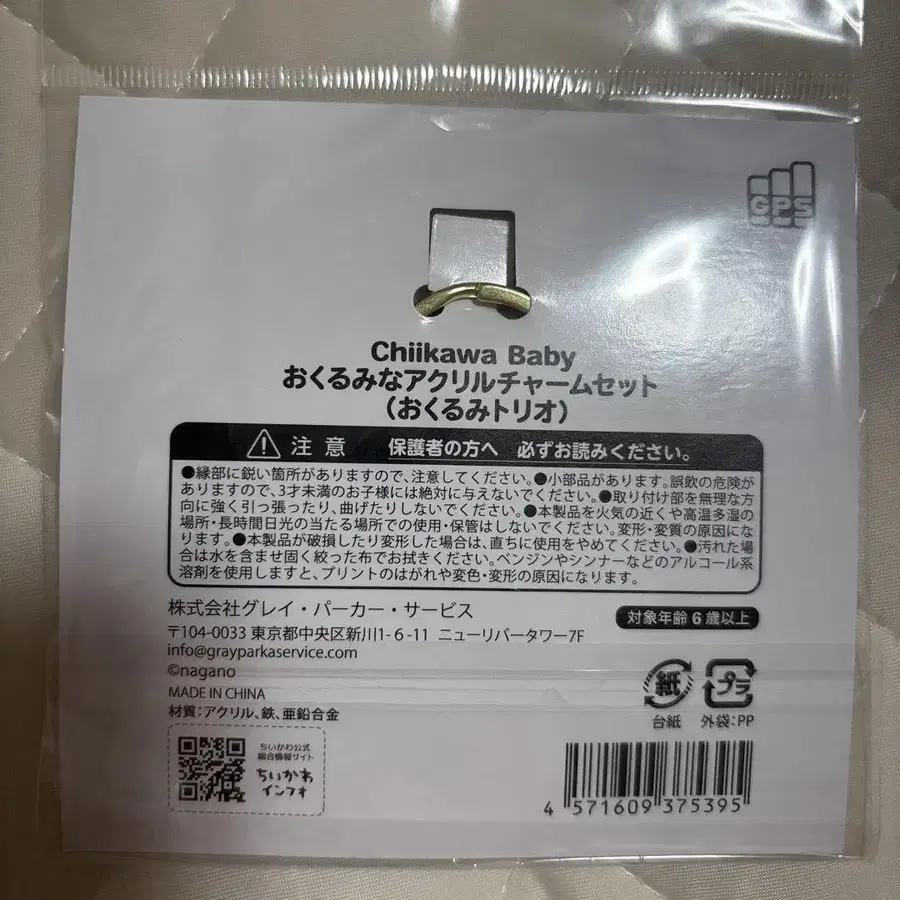 GPS
Chiikawa Baby
おくるみなアクリルチャームセット
（おくるみトリオ）
注意 保護者の方へ 必ずお読みください。
●縁部に鋭い箇所がありますので、注意してください。●小部品があります。誤飲の危険が
ありますので、3才未満のお子様には絶対に与えないでください。●取り付け部を無理な方
向に強く引っ張ったり、曲げたりしないでください。●本製品を火気の近くや高温多湿の
場所・長時間日光の当たる場所での使用・保管はしないでください。変形・変質の原因にな
ります。●本製品が破損したり変形した場合は、直ちに使用をやめてください。●汚れた場
合は水を含ませ固く絞った布でお拭きください。ベンジンやシンナーなどのアルコール系
溶剤を使用しますと、プリントのはがれや変色・変形の原因になります。
株式会社グレイ・パーカー・サービス
対象年齢6歳以上
〒104-0033 東京都中央区新川1-6-11 ニューリバータワー7F
info@grayparkaservice.com
©nagano
MADE IN CHINA
材質：アクリル、鉄、亜鉛合金
紙 プラ
台紙 外袋：PP
ちいかわ公式
総合情報サイト
ちいかわ
インフォ
4 571609 375395